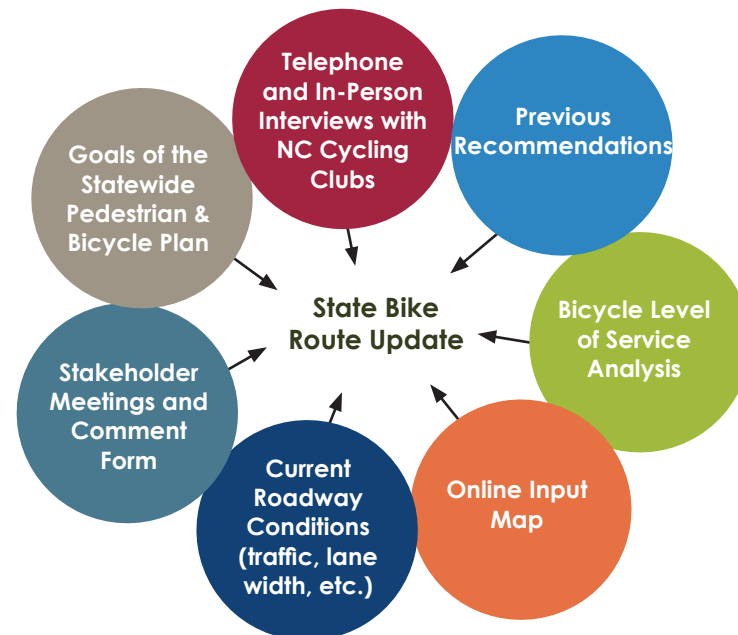 Telephone
and In-Person
Interviews with
NC Cycling
Clubs
Previous
Recommendations
Goals of the
Statewide
Pedestrian &
Bicycle Plan
State Bike
Route Update
Bicycle Level
of Service
Analysis
Stakeholder
Meetings and
Comment
Form
Current
Roadway
Conditions
(traffic, lane
width, etc.)
Online Input
Map